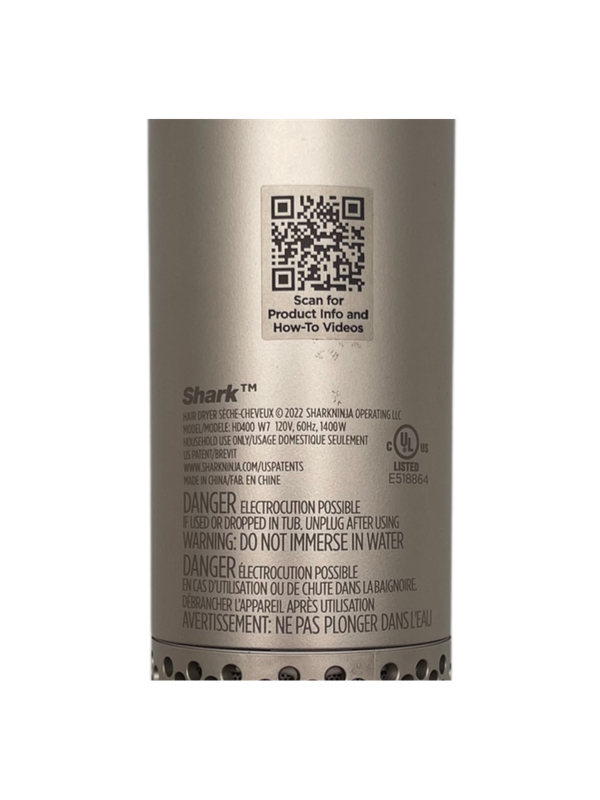 Scan for
Product Info and
How-To Videos
Shark™
HAIR DRYER SÈCHE-CHEVEUX © 2022 SHARKNINJA OPERATING LLC
MODEL/MODELE: HD400 W7 120V, 60Hz, 1400W
HOUSEHOLD USE ONLY/USAGE DOMESTIQUE SEULEMENT
US PATENT/BREVIT
WWW.SHARKNINJA.COM/USPATENTS
MADE IN CHINA/FAB. EN CHINE
C UL US
LISTED
E518864
DANGER ELECTROCUTION POSSIBLE
IF USED OR DROPPED IN TUB, UNPLUG AFTER USING
WARNING: DO NOT IMMERSE IN WATER
DANGER ÉLECTROCUTION POSSIBLE
EN CAS D'UTILISATION OU DE CHUTE DANS LA BAIGNOIRE.
DÉBRANCHER L'APPAREIL APRÈS UTILISATION
AVERTISSEMENT: NE PAS PLONGER DANS L'EAU